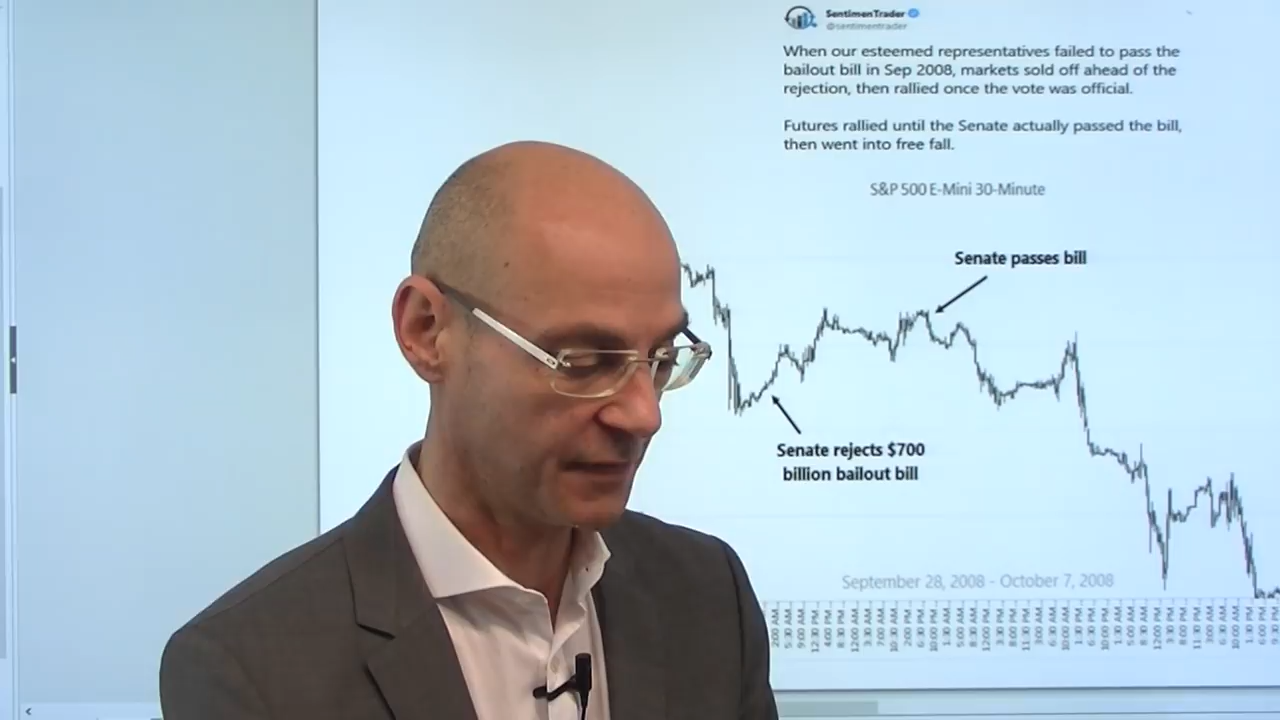 SentimenTrader
@sentimentrader
When our esteemed representatives failed to pass the
bailout bill in Sep 2008, markets sold off ahead of the
rejection, then rallied once the vote was official.
Futures rallied until the Senate actually passed the bill,
then went into free fall.
S&P 500 E-Mini 30-Minute
Senate passes bill
Senate rejects $700
billion bailout bill
September 28, 2008 - October 7, 2008